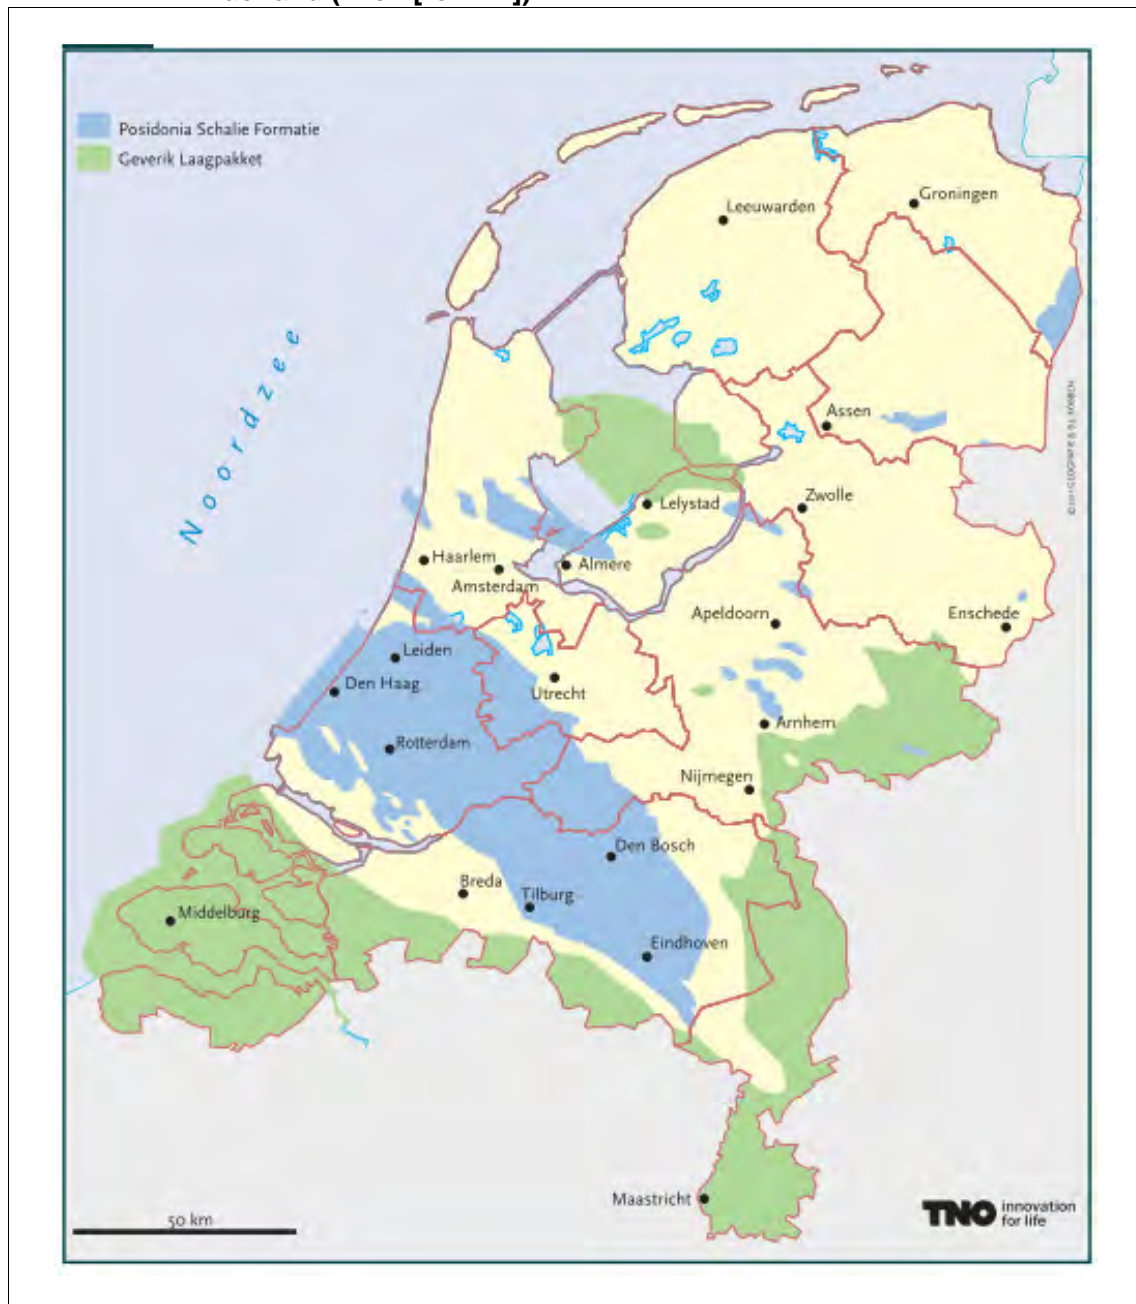 Posidonia Schalie Formatie
Geverik Laagpakket
Noordzee
Leeuwarden
Groningen
Assen
Zwolle
Lelystad
Haarlem
Almere
Amsterdam
Apeldoorn
Enschede
Leiden
Den Haag
Utrecht
Arnhem
Rotterdam
Nijmegen
Den Bosch
Breda
Tilburg
Middelburg
Eindhoven
Maastricht
50 km
TNO innovation
for life